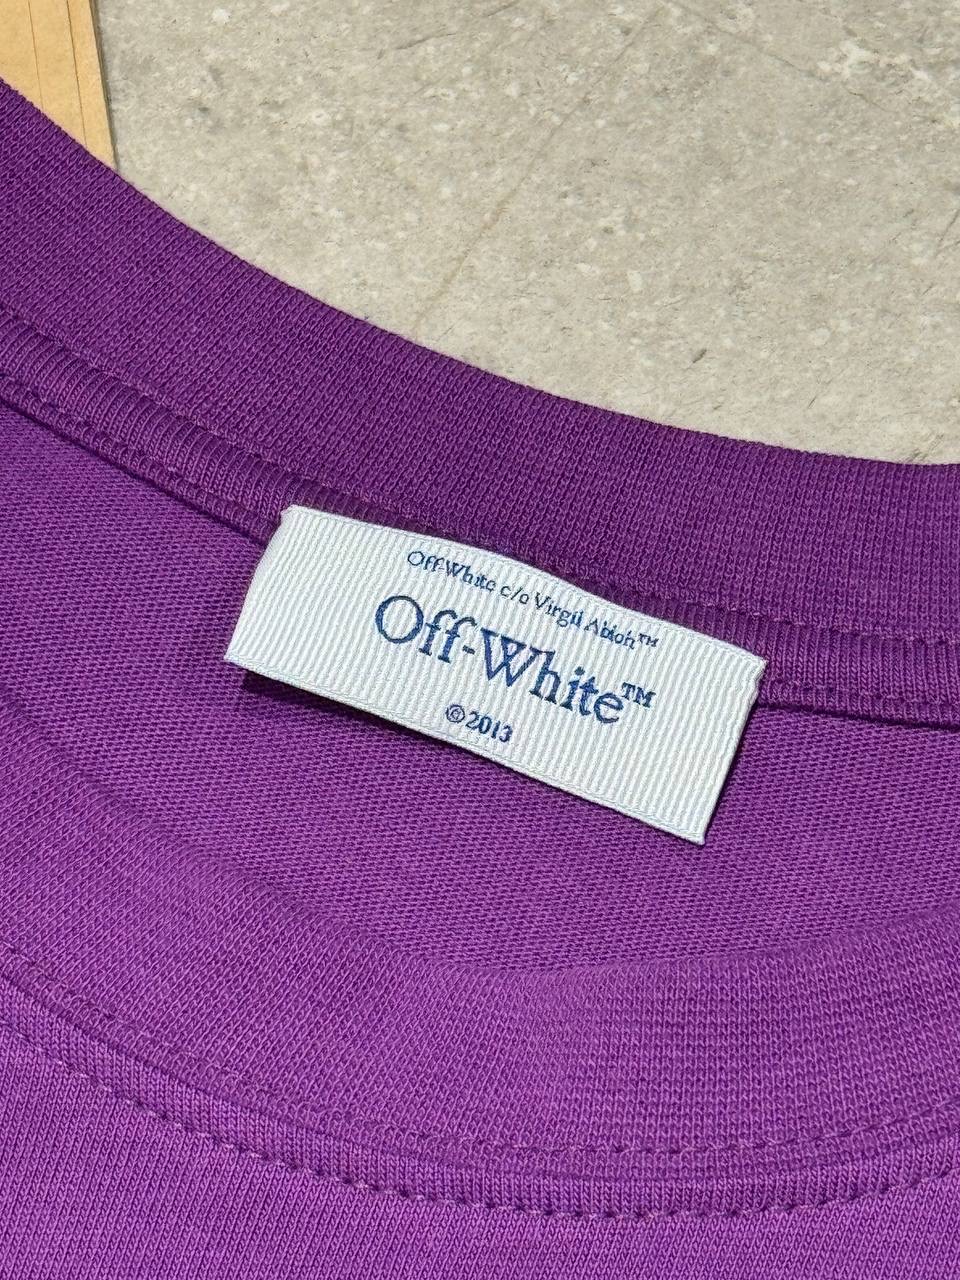 Off-White c/o Virgil Abloh™
Off-White™
©2013